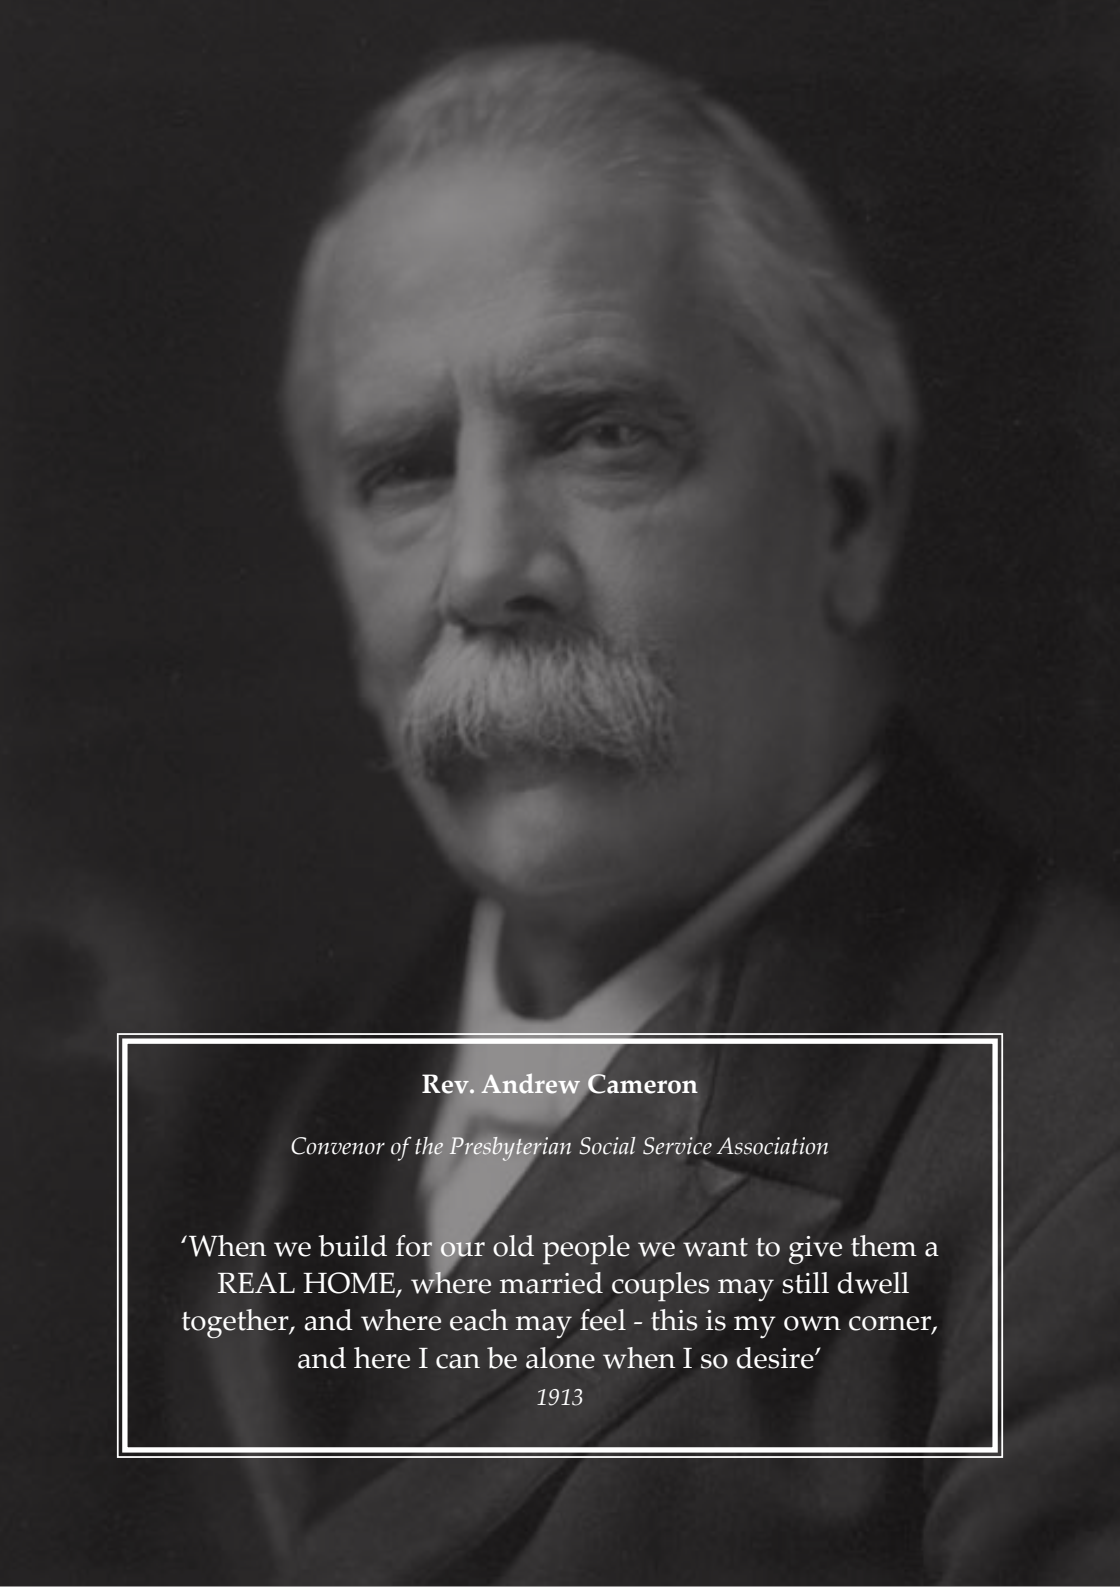 Rev. Andrew Cameron
Convenor of the Presbyterian Social Service Association
‘When we build for our old people we want to give them a
REAL HOME, where married couples may still dwell
together, and where each may feel - this is my own corner,
and here I can be alone when I so desire’
1913